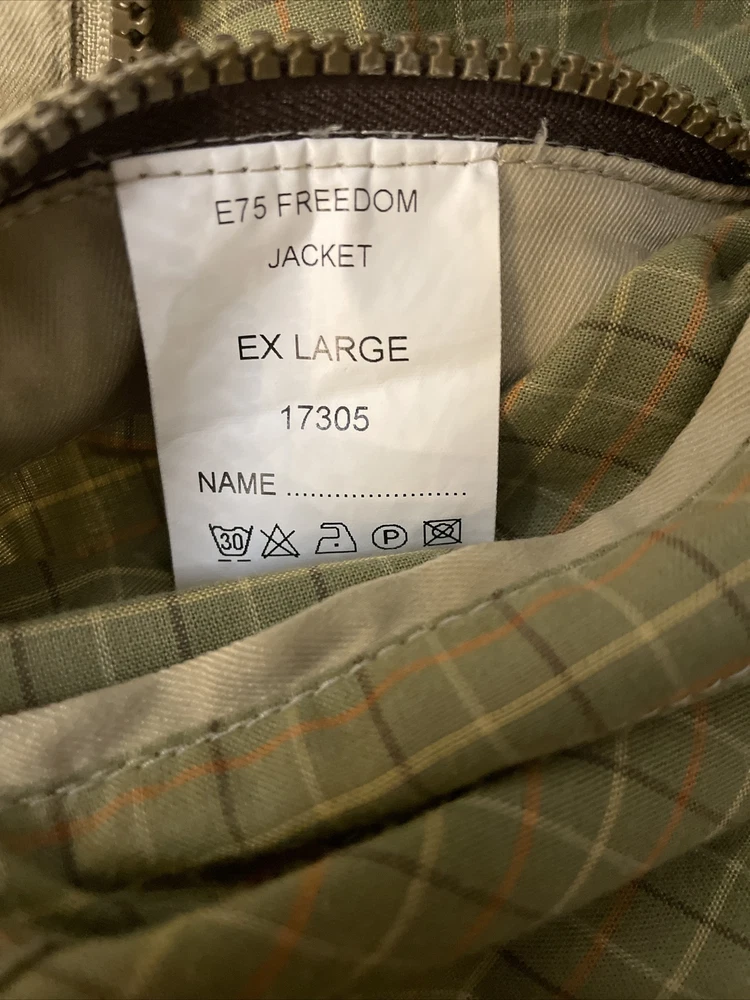 E75 FREEDOM
JACKET
EX LARGE
17305
NAME .......................
30 P